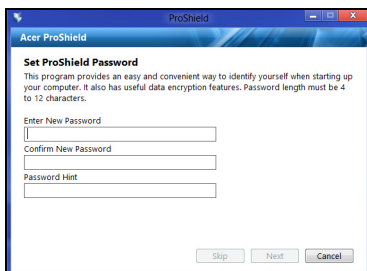 ProShield
Acer ProShield
Set ProShield Password
This program provides an easy and convenient way to identify yourself when starting up
your computer. It also has useful data encryption features. Password length must be 4
to 12 characters.
Enter New Password
Confirm New Password
Password Hint
Skip Next Cancel